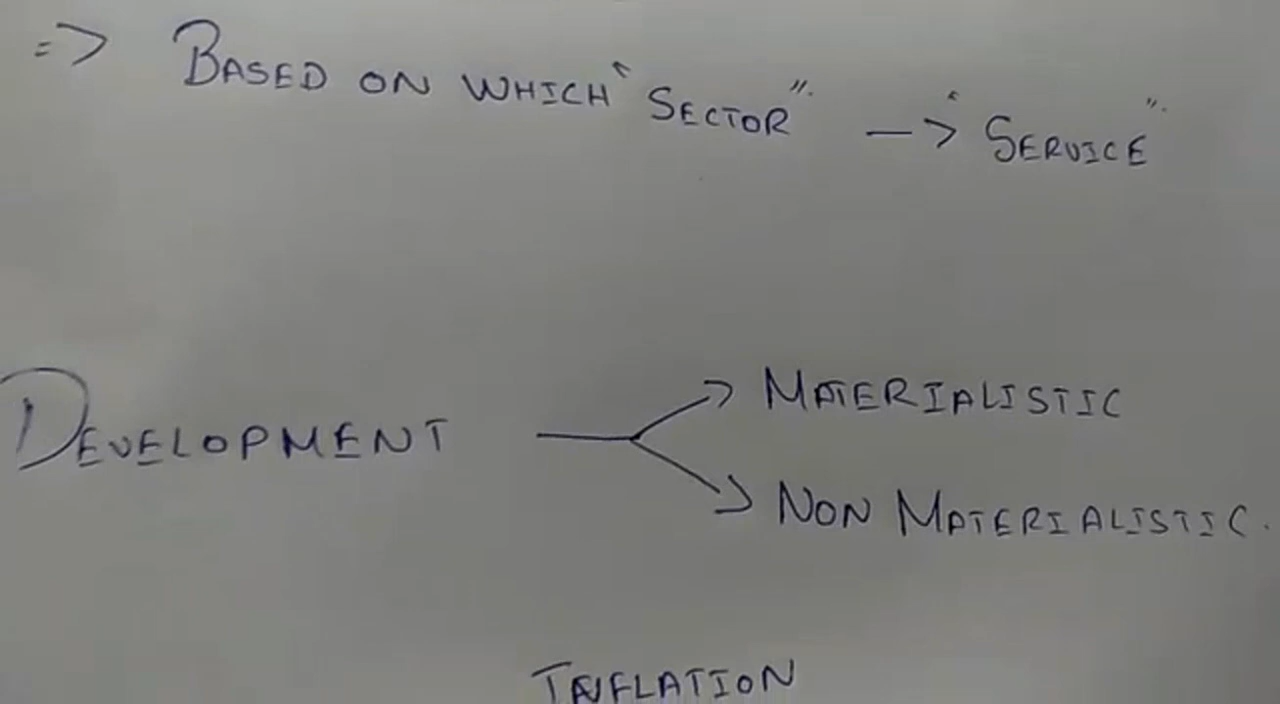 => BASED ON WHICH "SECTOR". -> "SERVICE".
MATERIALISTIC
DEVELOPMENT
NON MATERIALISTIC.
INFLATION